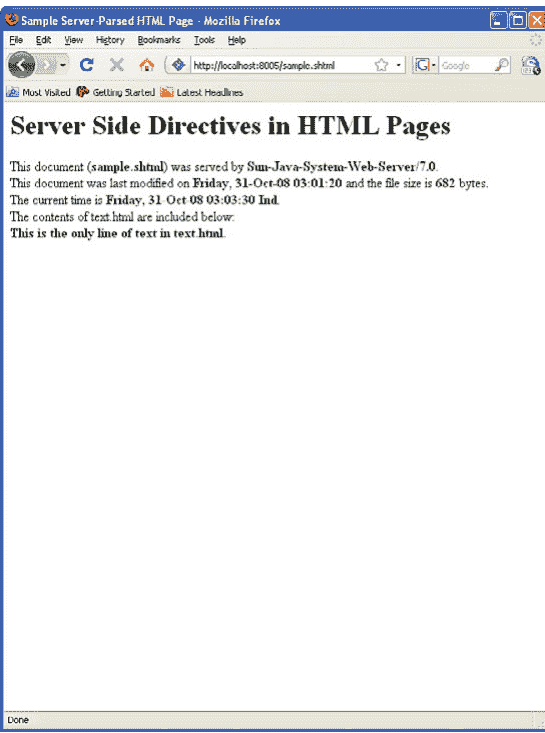 Sample Server-Parsed HTML Page - Mozilla Firefox
File Edit View History Bookmarks Tools Help
http://localhost:8005/sample.shtml Google
Most Visited Getting Started Latest Headlines
Server Side Directives in HTML Pages
This document (sample.shtml) was served by Sun-Java-System-Web-Server/7.0.
This document was last modified on Friday, 31-Oct-08 03:01:20 and the file size is 682 bytes.
The current time is Friday, 31-Oct-08 03:03:30 Ind.
The contents of text.html are included below:
This is the only line of text in text.html.
Done